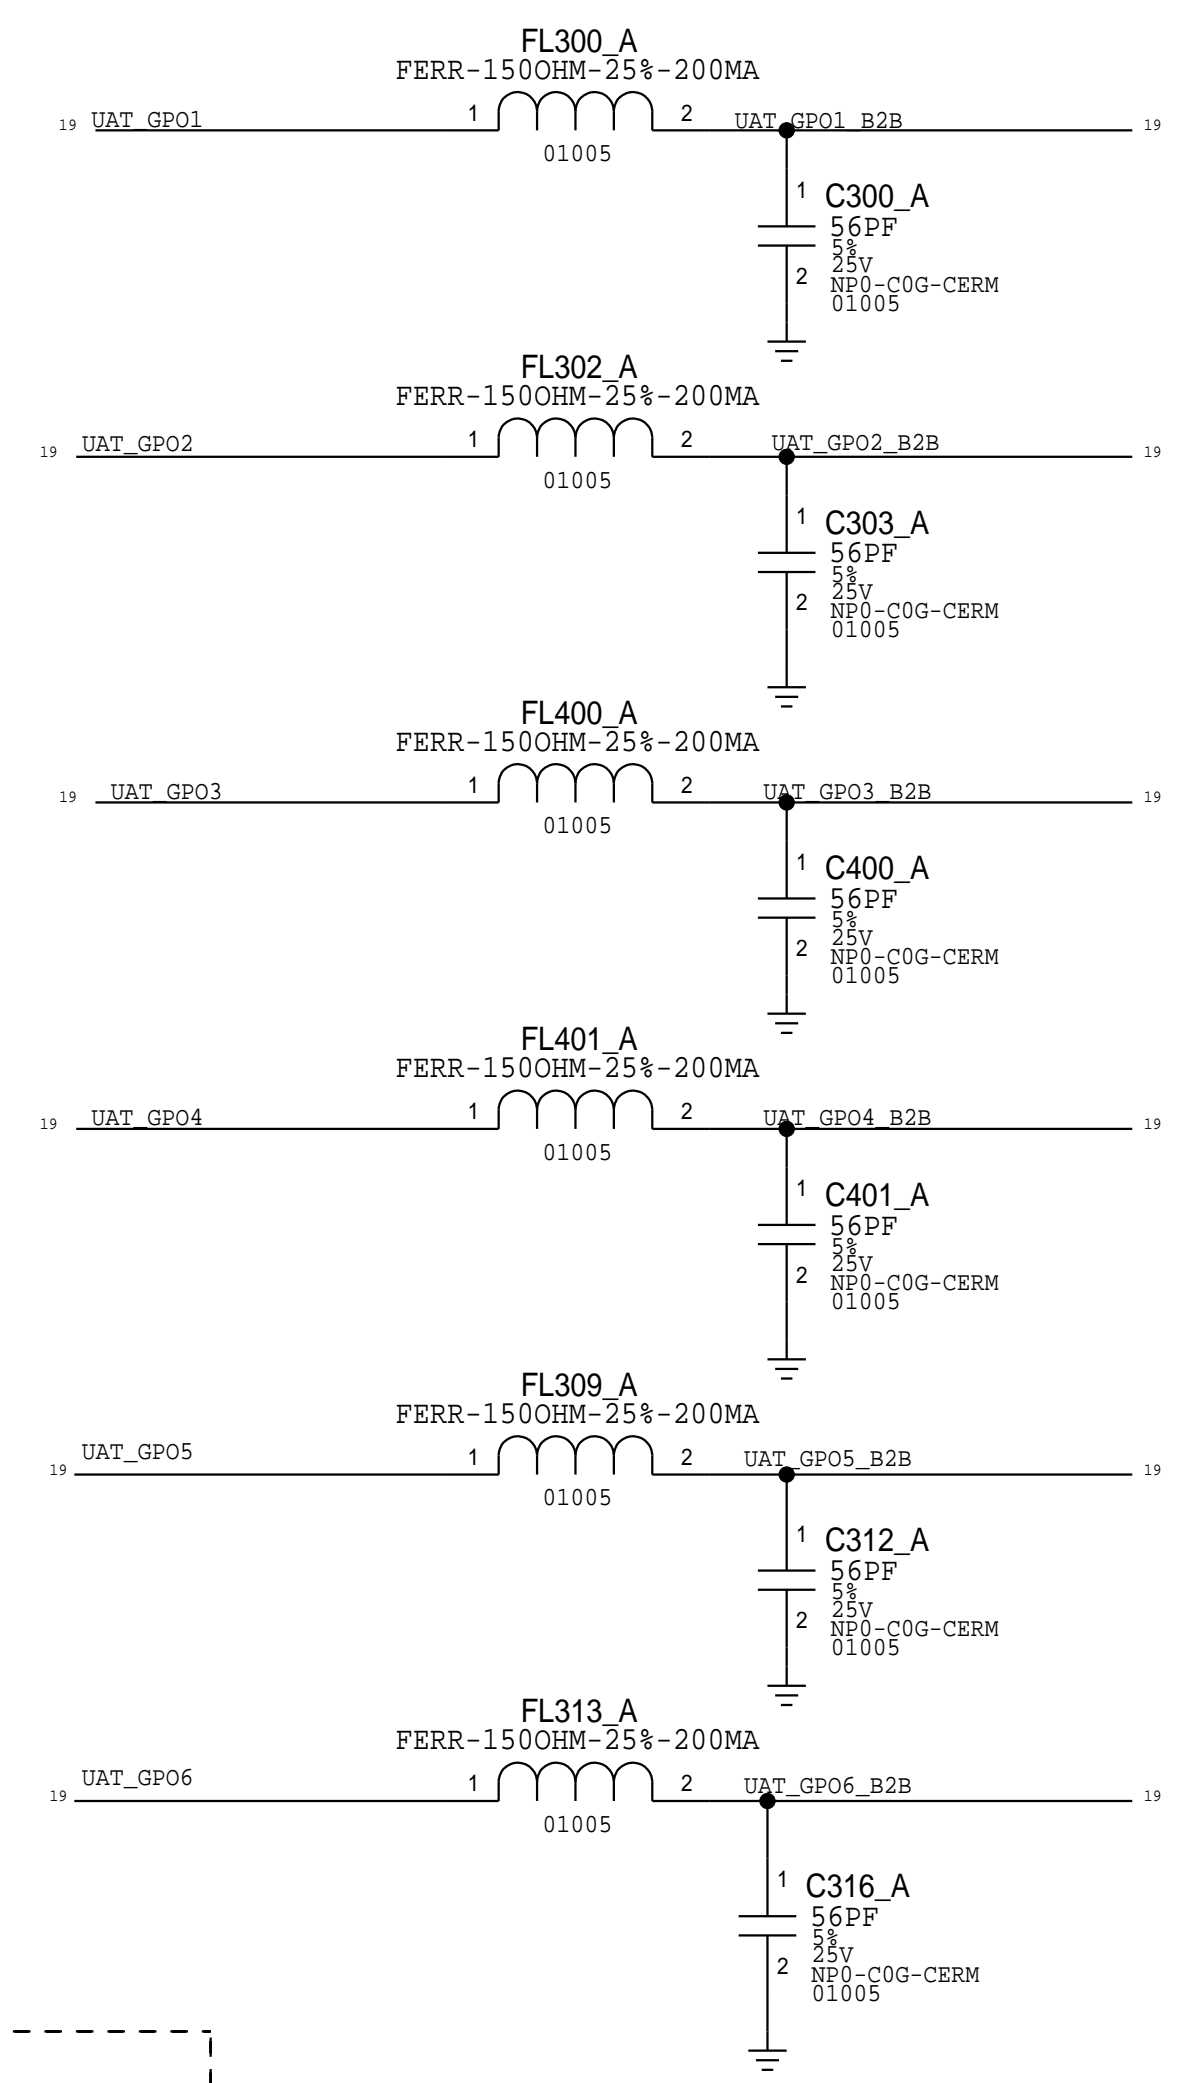 FL300_A
FERR-150OHM-25%-200MA
19 UAT_GPO1 1 2 UAT_GPO1_B2B 19
01005
1 C300_A
56PF
5%
25V
2 NP0-C0G-CERM
01005
FL302_A
FERR-150OHM-25%-200MA
19 UAT_GPO2 1 2 UAT_GPO2_B2B 19
01005
1 C303_A
56PF
5%
25V
2 NP0-C0G-CERM
01005
FL400_A
FERR-150OHM-25%-200MA
19 UAT_GPO3 1 2 UAT_GPO3_B2B 19
01005
1 C400_A
56PF
5%
25V
2 NP0-C0G-CERM
01005
FL401_A
FERR-150OHM-25%-200MA
19 UAT_GPO4 1 2 UAT_GPO4_B2B 19
01005
1 C401_A
56PF
5%
25V
2 NP0-C0G-CERM
01005
FL309_A
FERR-150OHM-25%-200MA
19 UAT_GPO5 1 2 UAT_GPO5_B2B 19
01005
1 C312_A
56PF
5%
25V
2 NP0-C0G-CERM
01005
FL313_A
FERR-150OHM-25%-200MA
19 UAT_GPO6 1 2 UAT_GPO6_B2B 19
01005
1 C316_A
56PF
5%
25V
2 NP0-C0G-CERM
01005